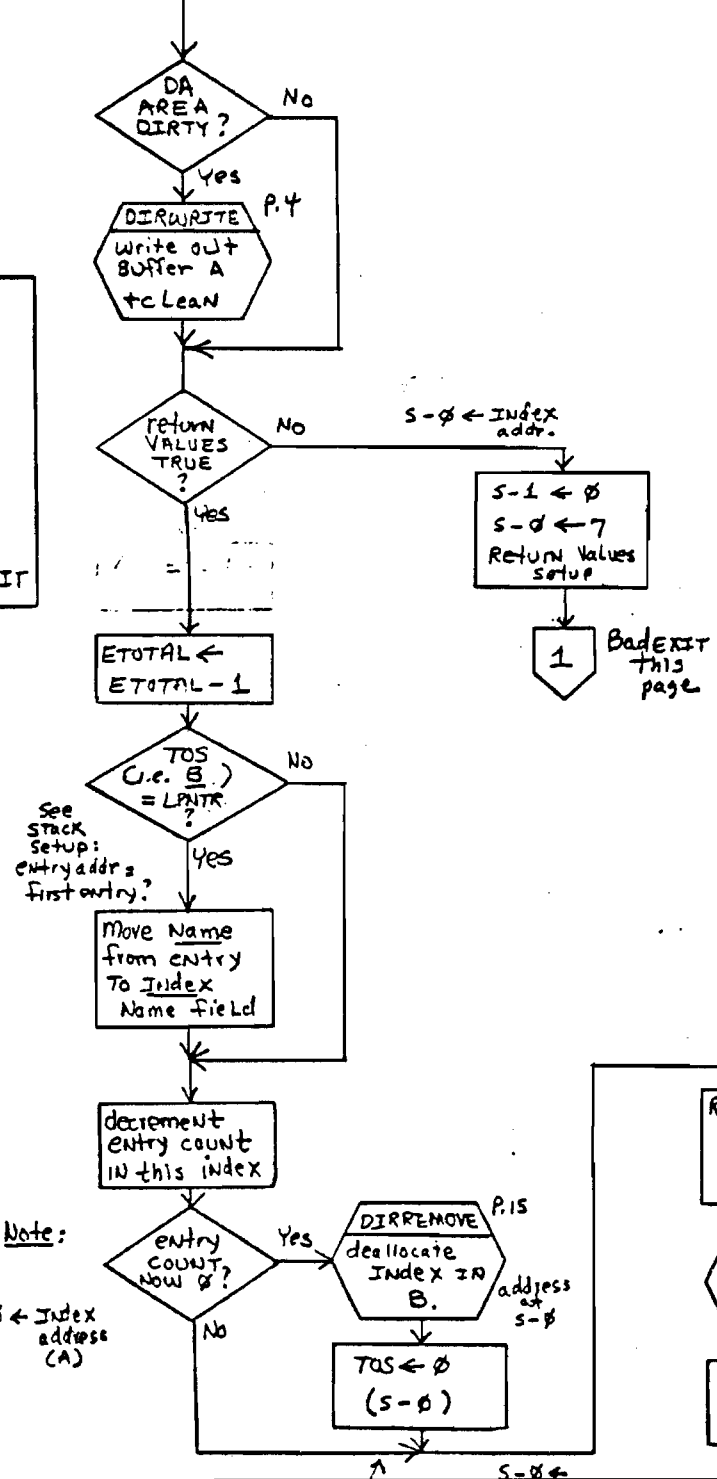 DA
AREA
DIRTY?
No
Yes
DIRWRITE
P.4
write out
Buffer A
+cLeaN
return
VALUES
TRUE
?
No
S-Ø ← INdex
addr.
Yes
S-1 ← Ø
S-Ø ← 7
Return Values
setup
IT
1
BadEXIT
this
page
ETOTAL ←
ETOTAL - 1
TOS
(i.e. B)
= LPNTR
?
No
See
stack
setup:
entry addr =
first entry?
Yes
Move Name
from entry
To Index
Name field
decrement
entry count
IN this index
R
Note:
entry
COUNT
NOW Ø?
Yes
DIRREMOVE
P.15
deallocate
INdex IN
B.
address
at
S-Ø
Ø ← Index
address
(A)
No
TOS ← Ø
(S-Ø)
S-Ø ←